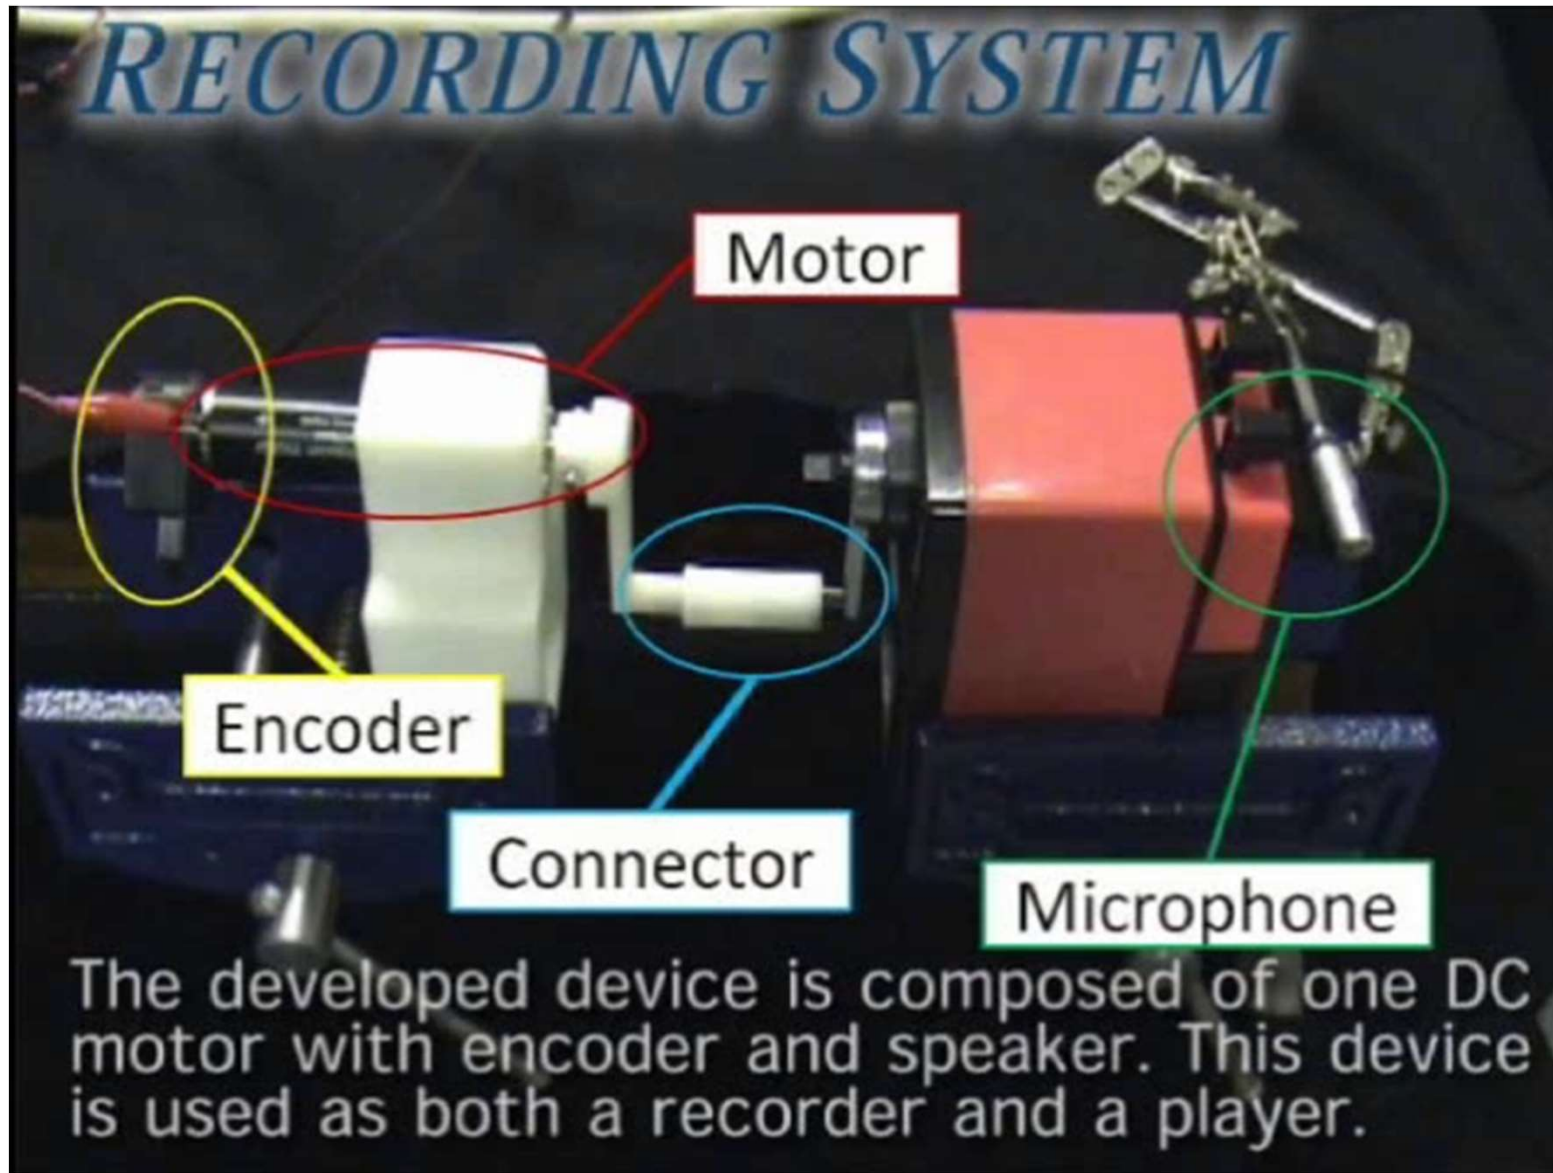 RECORDING SYSTEM
Motor
Encoder
Connector
Microphone
The developed device is composed of one DC
motor with encoder and speaker. This device
is used as both a recorder and a player.